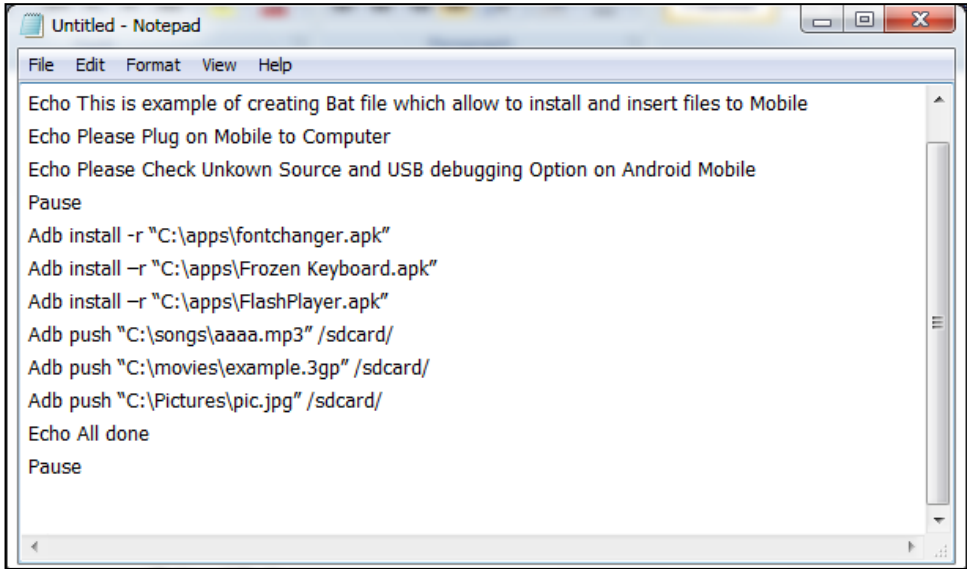 Untitled - Notepad
File Edit Format View Help
Echo This is example of creating Bat file which allow to install and insert files to Mobile
Echo Please Plug on Mobile to Computer
Echo Please Check Unkown Source and USB debugging Option on Android Mobile
Pause
Adb install -r “C:\apps\fontchanger.apk”
Adb install –r “C:\apps\Frozen Keyboard.apk”
Adb install –r “C:\apps\FlashPlayer.apk”
Adb push “C:\songs\aaaa.mp3” /sdcard/
Adb push “C:\movies\example.3gp” /sdcard/
Adb push “C:\Pictures\pic.jpg” /sdcard/
Echo All done
Pause